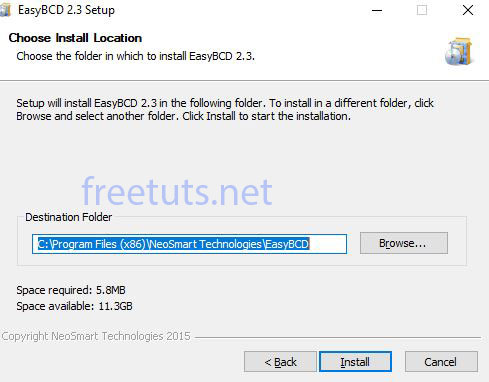 EasyBCD 2.3 Setup
Choose Install Location
Choose the folder in which to install EasyBCD 2.3.
Setup will install EasyBCD 2.3 in the following folder. To install in a different folder, click
Browse and select another folder. Click Install to start the installation.
freetuts.net
Destination Folder
C:\Program Files (x86)\NeoSmart Technologies\EasyBCD
Browse...
Space required: 5.8MB
Space available: 11.3GB
Copyright NeoSmart Technologies 2015
< Back Install Cancel